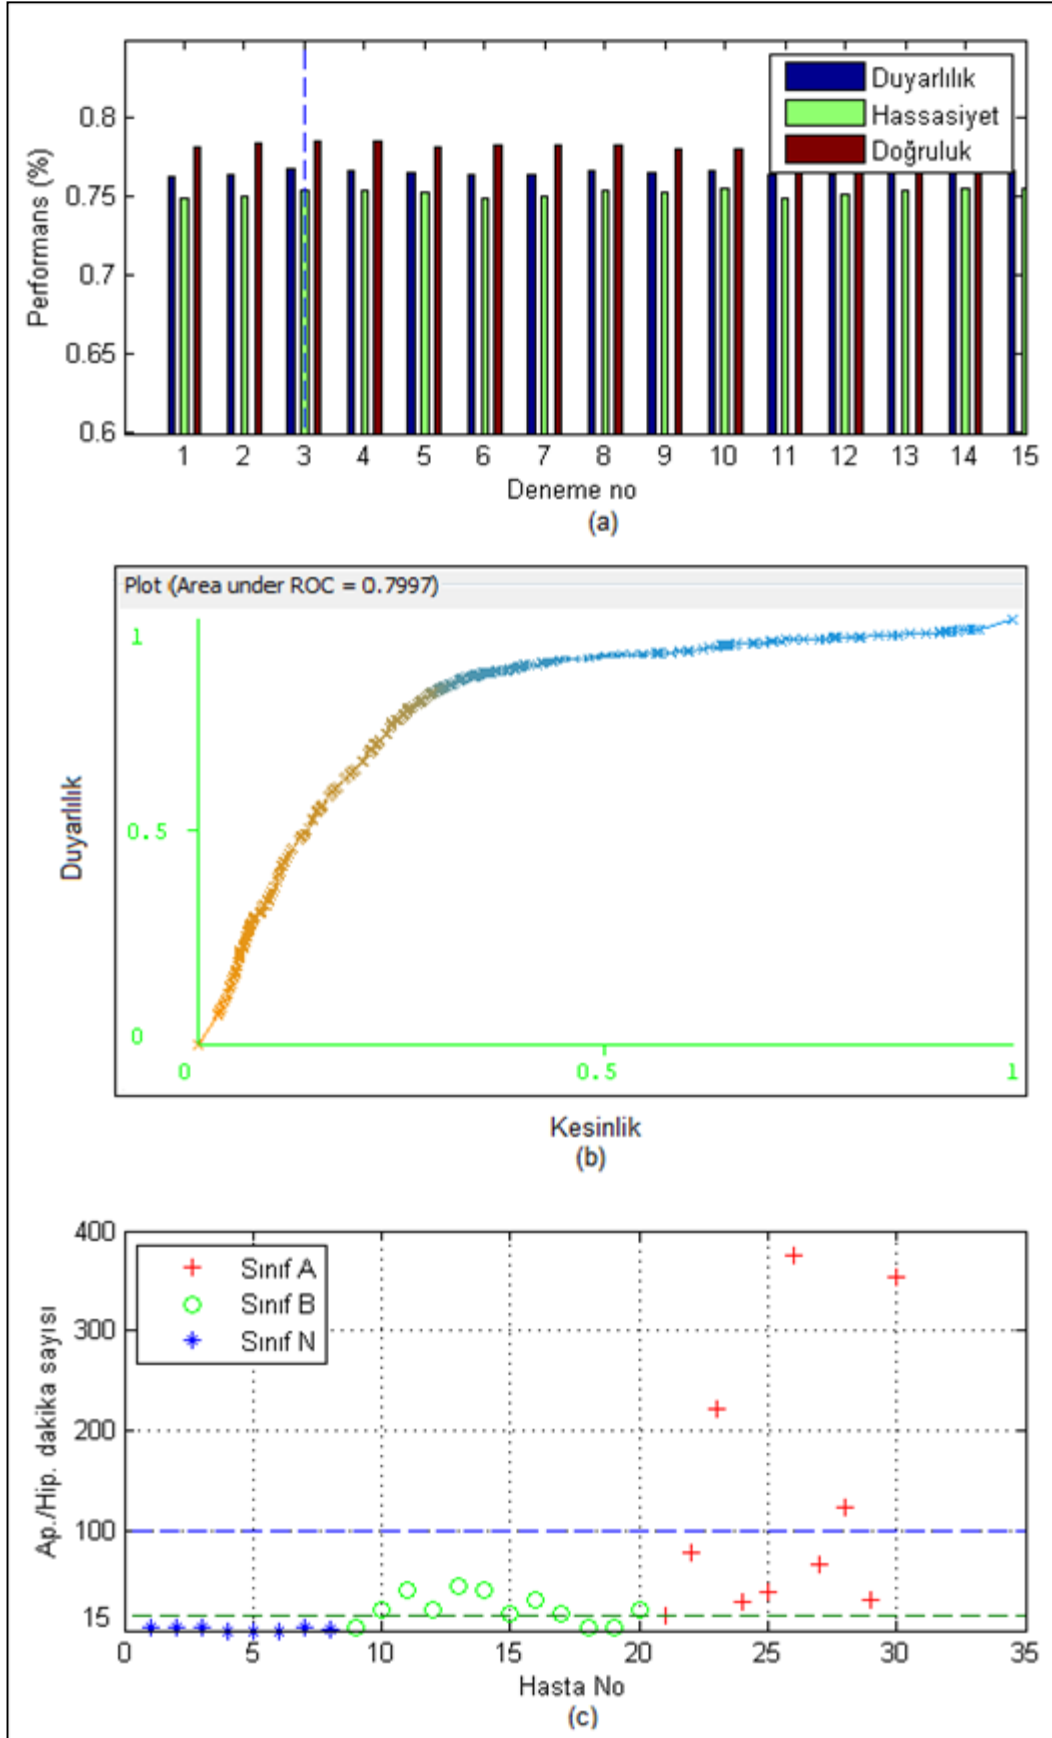 Duyarlılık
Hassasiyet
Doğruluk
0.8
0.75
0.7
0.65
0.6
Performans (%)
1 2 3 4 5 6 7 8 9 10 11 12 13 14 15
Deneme no
(a)
Plot (Area under ROC = 0.7997)
1
0.5
0
Duyarlılık
0 0.5 1
Kesinlik
(b)
400
300
200
100
15
Ap./Hip. dakika sayısı
Sınıf A
Sınıf B
Sınıf N
0 5 10 15 20 25 30 35
Hasta No
(c)